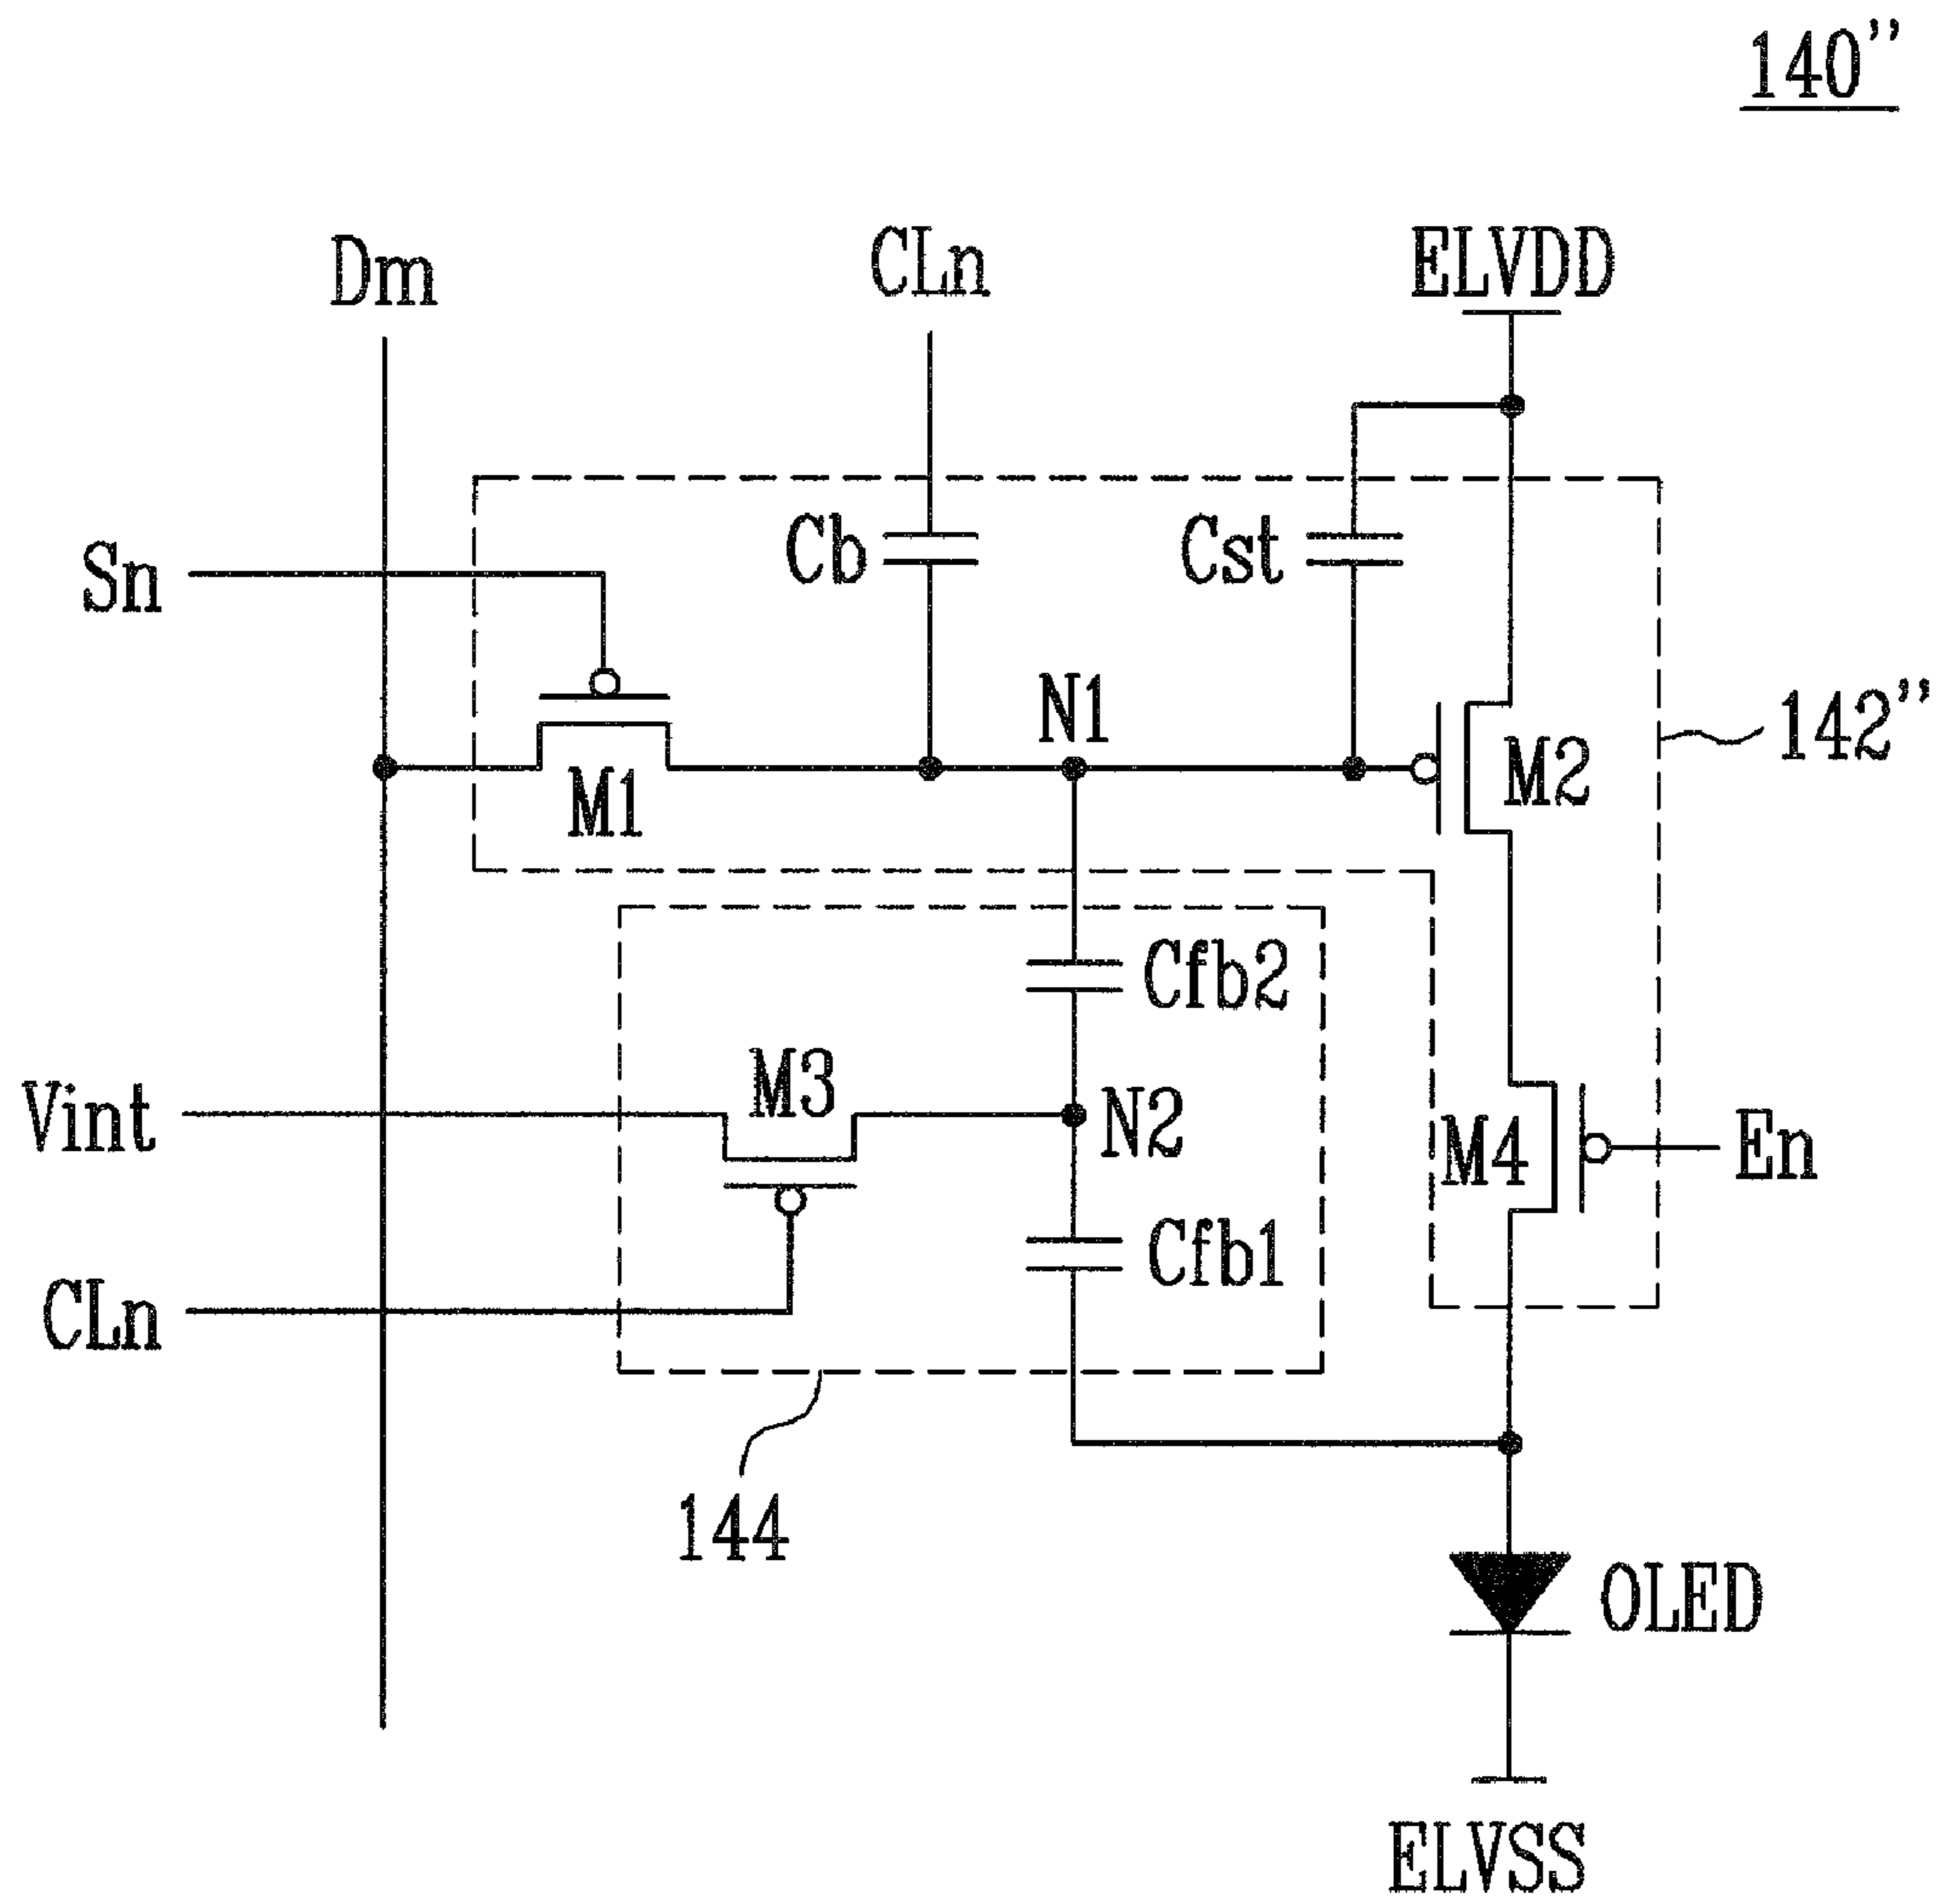 140”
Dm
CLn
ELVDD
Sn
Cb
Cst
N1
M1
M2
142”
Cfb2
M3
Vint
N2
M4
En
Cfb1
CLn
144
OLED
ELVSS